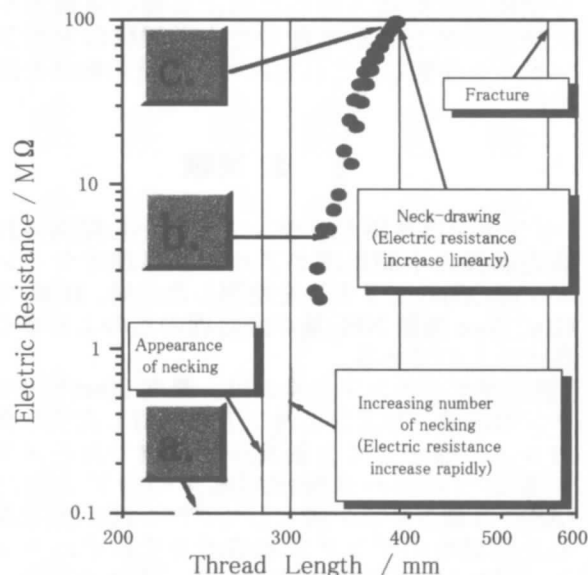 100
c.
Fracture
10
b.
Neck-drawing
(Electric resistance
increase linearly)
Electric Resistance / MΩ
1
Appearance
of necking
Increasing number
of necking
(Electric resistance
increase rapidly)
a.
0.1
200
300
400
500
600
Thread Length / mm